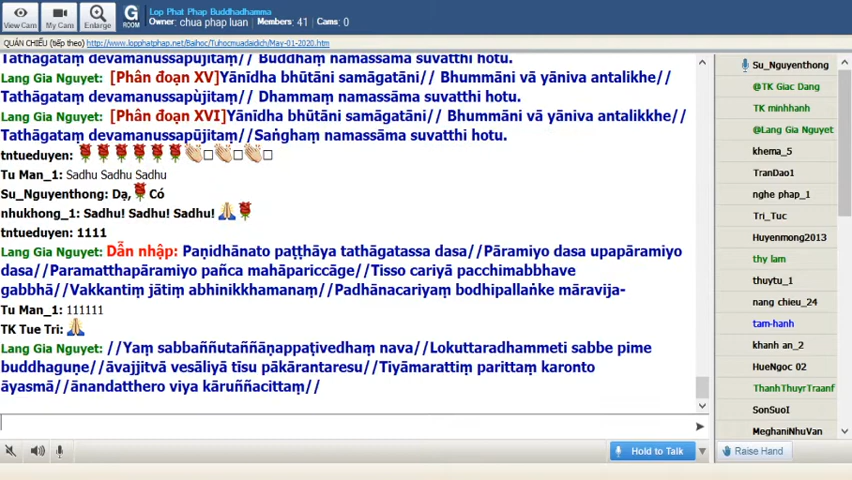 View Cam
My Cam
Enlarge
G ROOM
Lop Phat Phap Buddhadhamma
Owner: chua phap luan  Members: 41  Cams: 0
QUÁN CHIẾU (tiếp theo) http://www.lopphatphap.net/Baihoc/Tuhocmuadaidich/May-01-2020.htm
Tathāgataṃ devamanussapūjitaṃ// Buddhaṃ namassāma suvatthi hotu.
Lang Gia Nguyet: [Phân đoạn XV]Yānīdha bhūtāni samāgatāni// Bhummāni vā yāniva antalikhe//
Tathāgataṃ devamanussapùjitaṃ// Dhammaṃ namassāma suvatthi hotu.
Lang Gia Nguyet: [Phân đoạn XVI]Yānīdha bhūtāni samāgatāni// Bhummāni vā yāniva antalikkhe//
Tathāgataṃ devamanussapūjitaṃ//Saṅghaṃ namassāma suvatthi hotu.
tntueduyen:
Tu Man_1: Sadhu Sadhu Sadhu
Su_Nguyenthong: Dạ, Có
nhukhong_1: Sadhu! Sadhu! Sadhu!
tntueduyen: 1111
Lang Gia Nguyet: Dẫn nhập: Paṇidhānato paṭṭhāya tathāgatassa dasa//Pāramiyo dasa upapāramiyo
dasa//Paramatthapāramiyo pañca mahāpariccāge//Tisso cariyā pacchimabbhave
gabbhā//Vakkantiṃ jātiṃ abhinikkhamanaṃ//Padhānacariyaṃ bodhipallaṅke māravija-
Tu Man_1: 111111
TK Tue Tri:
Lang Gia Nguyet: //Yaṃ sabbaññutaññāṇappaṭivedhaṃ nava//Lokuttaradhammeti sabbe pime
buddhaguṇe//āvajjitvā vesāliyā tīsu pākārantaresu//Tiyāmarattiṃ parittaṃ karonto
āyasmā//ānandatthero viya kāruññacittaṃ//
Hold to Talk
Su_Nguyenthong
@TK Giac Dang
TK minhhanh
@Lang Gia Nguyet
khema_5
TranDao1
nghe phap_1
Tri_Tuc
Huyenmong2013
thy lam
thuytu_1
nang chieu_24
tam-hanh
khanh an_2
HueNgoc 02
ThanhThuyrTraanf
SonSuoI
MeghaniNhuVan
Raise Hand